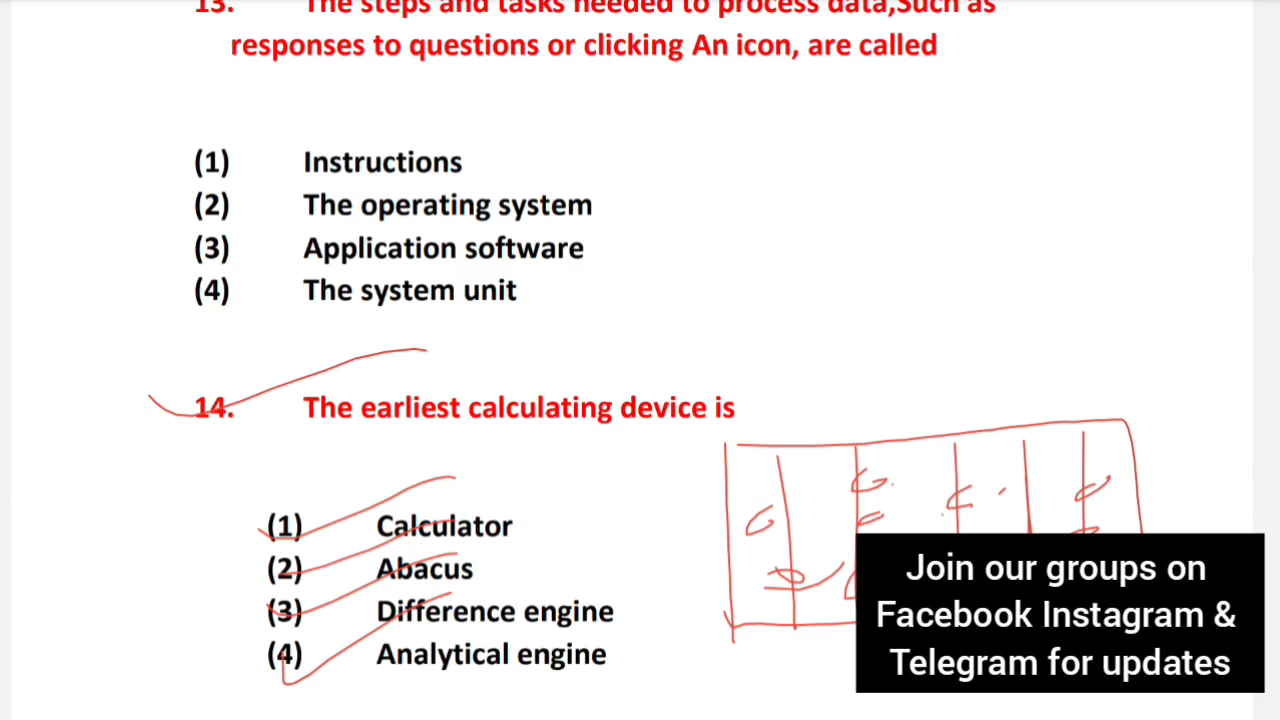 13. The steps and tasks needed to process data,Such as
responses to questions or clicking An icon, are called
(1) Instructions
(2) The operating system
(3) Application software
(4) The system unit
14. The earliest calculating device is
(1) Calculator
(2) Abacus
(3) Difference engine
(4) Analytical engine
Join our groups on
Facebook Instagram &
Telegram for updates